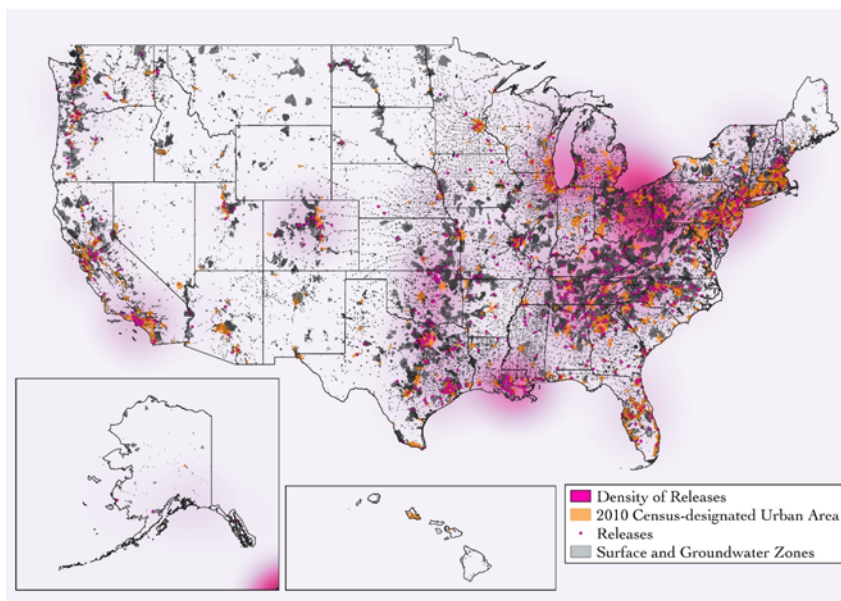 Density of Releases
2010 Census-designated Urban Area
Releases
Surface and Groundwater Zones